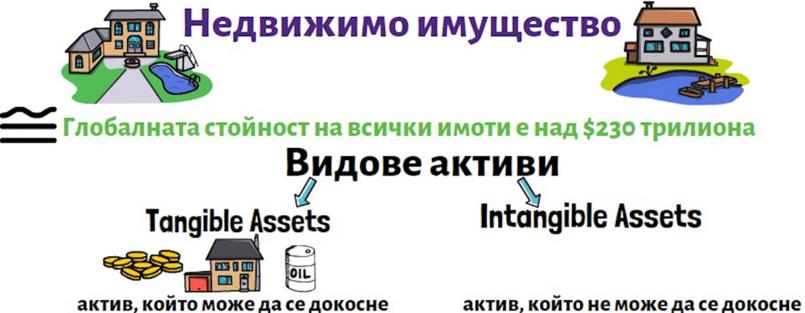 Недвижимо имущество
Глобалната стойност на всички имоти е над $230 трилиона
Видове активи
Tangible Assets
Intangible Assets
OIL
актив, който може да се докосне
актив, който не може да се докосне